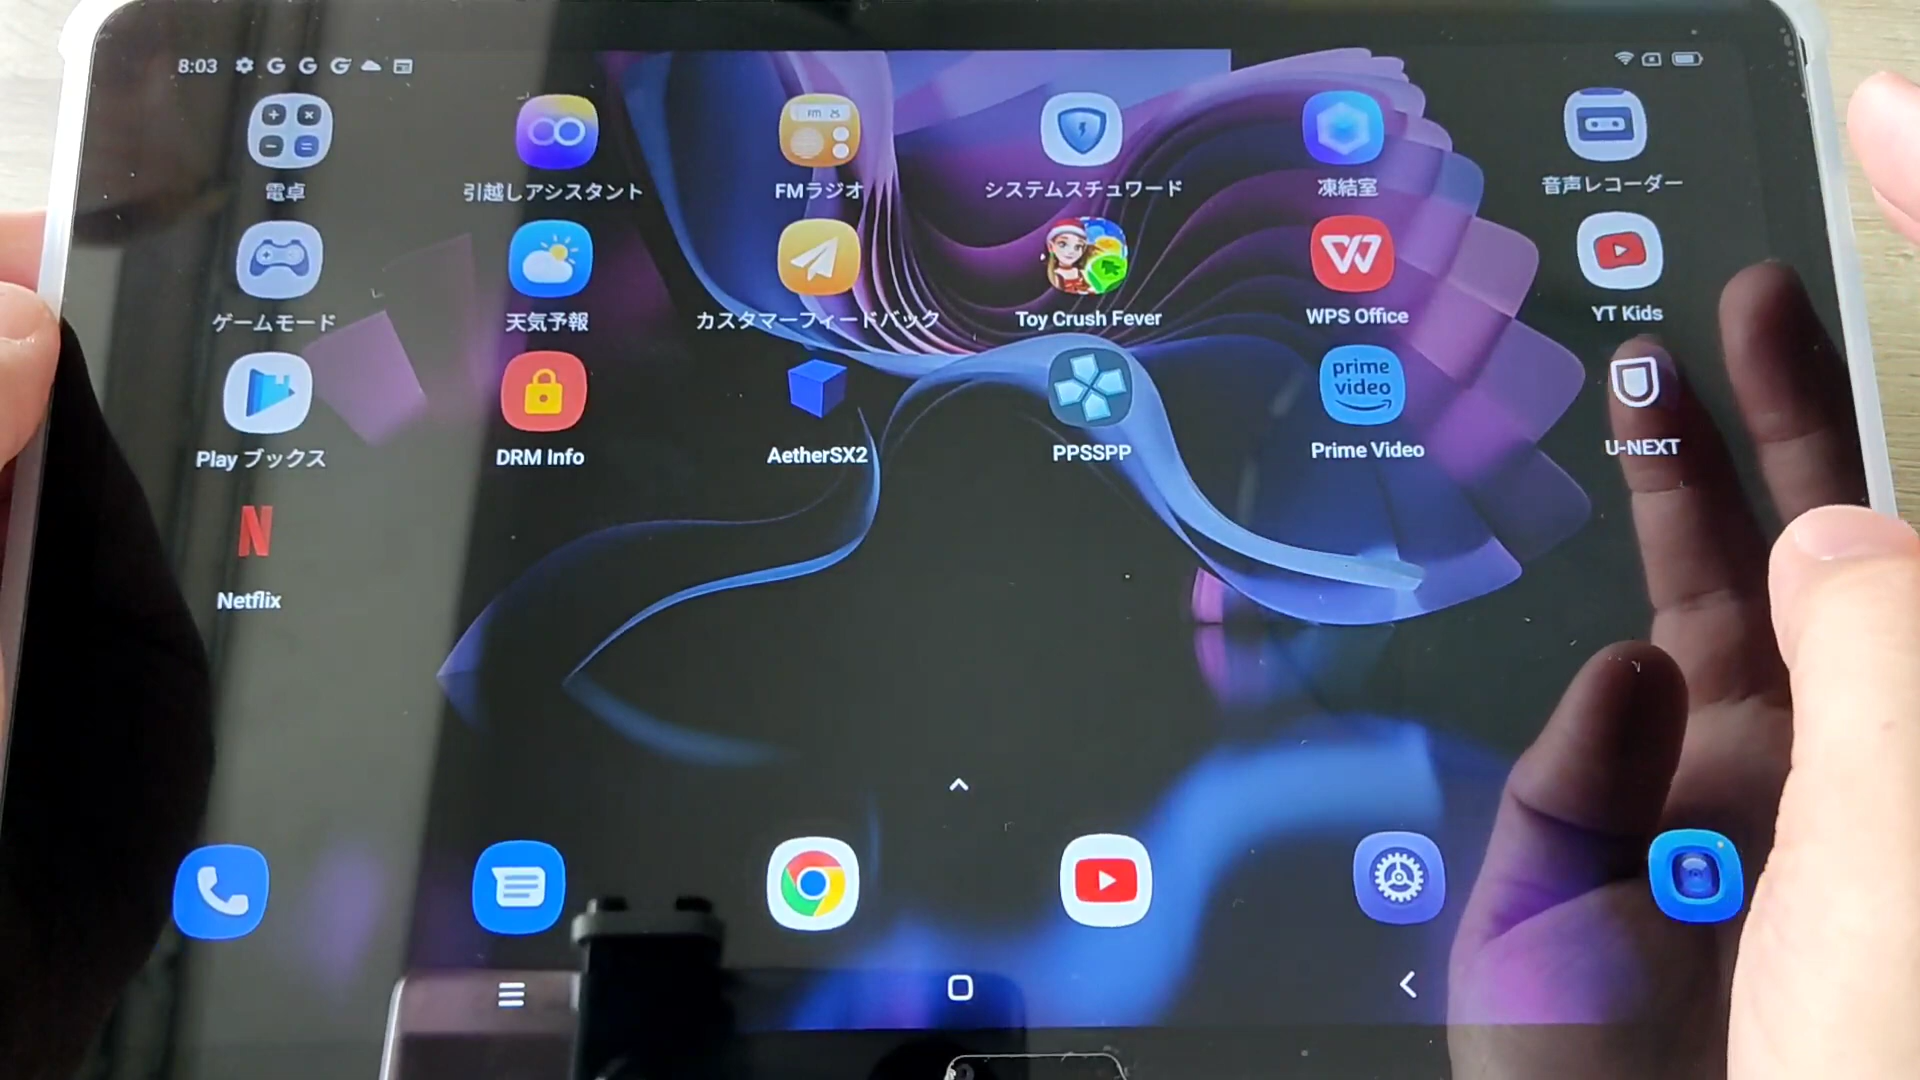 8:03
電卓
引越しアシスタント
FMラジオ
システムスチュワード
凍結室
音声レコーダー
ゲームモード
天気予報
カスタマーフィードバック
Toy Crush Fever
WPS Office
YT Kids
Play ブックス
DRM Info
AetherSX2
PPSSPP
prime
video
Prime Video
U-NEXT
Netflix